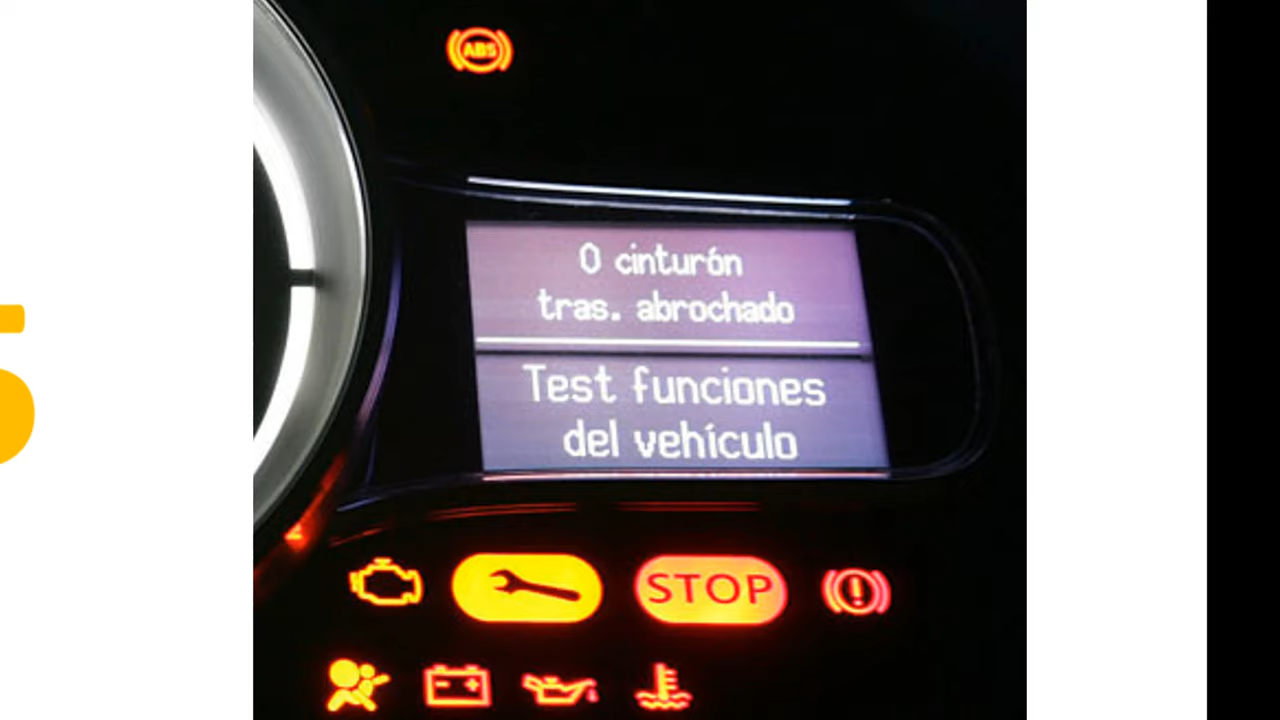 ABS
0 cinturón
tras. abrochado
Test funciones
del vehículo
STOP